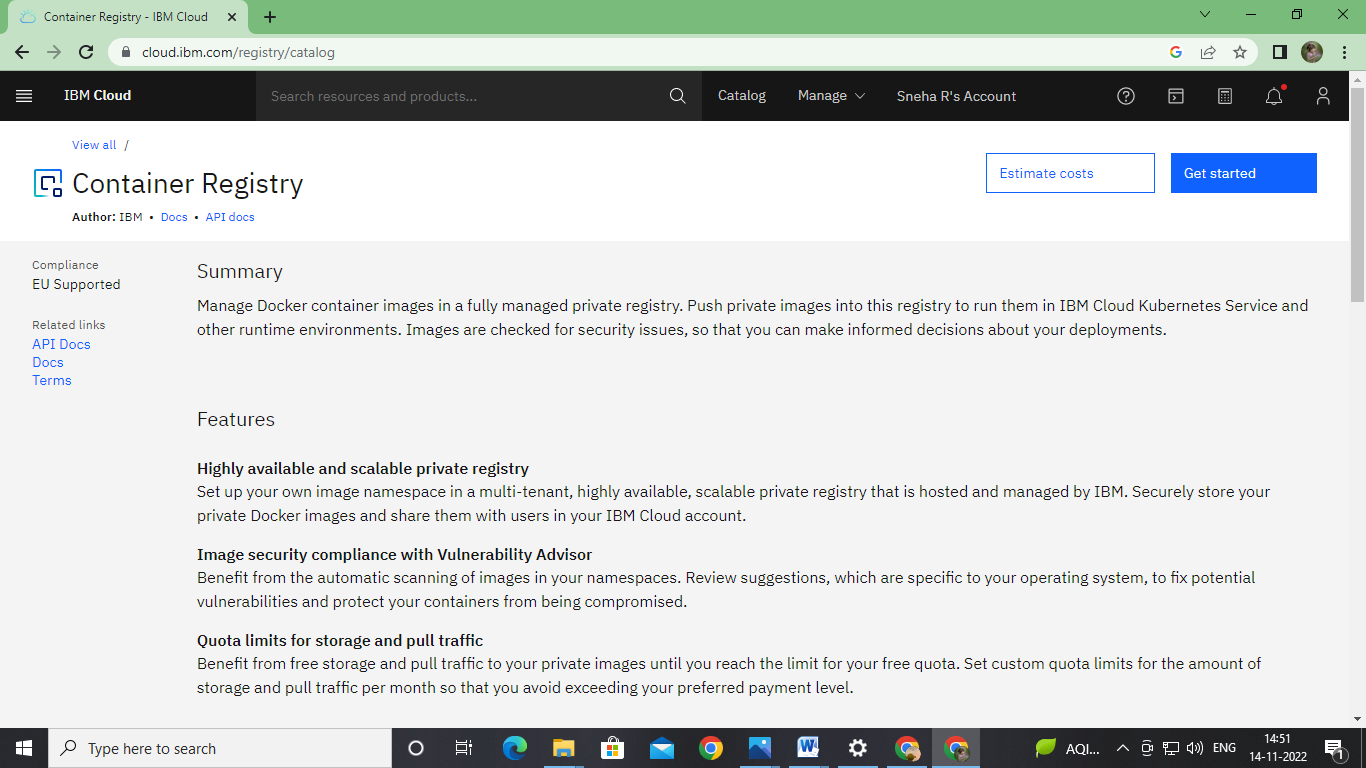 Container Registry - IBM Cloud
cloud.ibm.com/registry/catalog
IBM Cloud
Search resources and products...
Catalog
Manage
Sneha R's Account
View all /
Container Registry
Author: IBM • Docs • API docs
Estimate costs
Get started
Compliance
EU Supported
Related links
API Docs
Docs
Terms
Summary
Manage Docker container images in a fully managed private registry. Push private images into this registry to run them in IBM Cloud Kubernetes Service and
other runtime environments. Images are checked for security issues, so that you can make informed decisions about your deployments.
Features
Highly available and scalable private registry
Set up your own image namespace in a multi-tenant, highly available, scalable private registry that is hosted and managed by IBM. Securely store your
private Docker images and share them with users in your IBM Cloud account.
Image security compliance with Vulnerability Advisor
Benefit from the automatic scanning of images in your namespaces. Review suggestions, which are specific to your operating system, to fix potential
vulnerabilities and protect your containers from being compromised.
Quota limits for storage and pull traffic
Benefit from free storage and pull traffic to your private images until you reach the limit for your free quota. Set custom quota limits for the amount of
storage and pull traffic per month so that you avoid exceeding your preferred payment level.
Type here to search
AQI...
ENG
14:51
14-11-2022
1